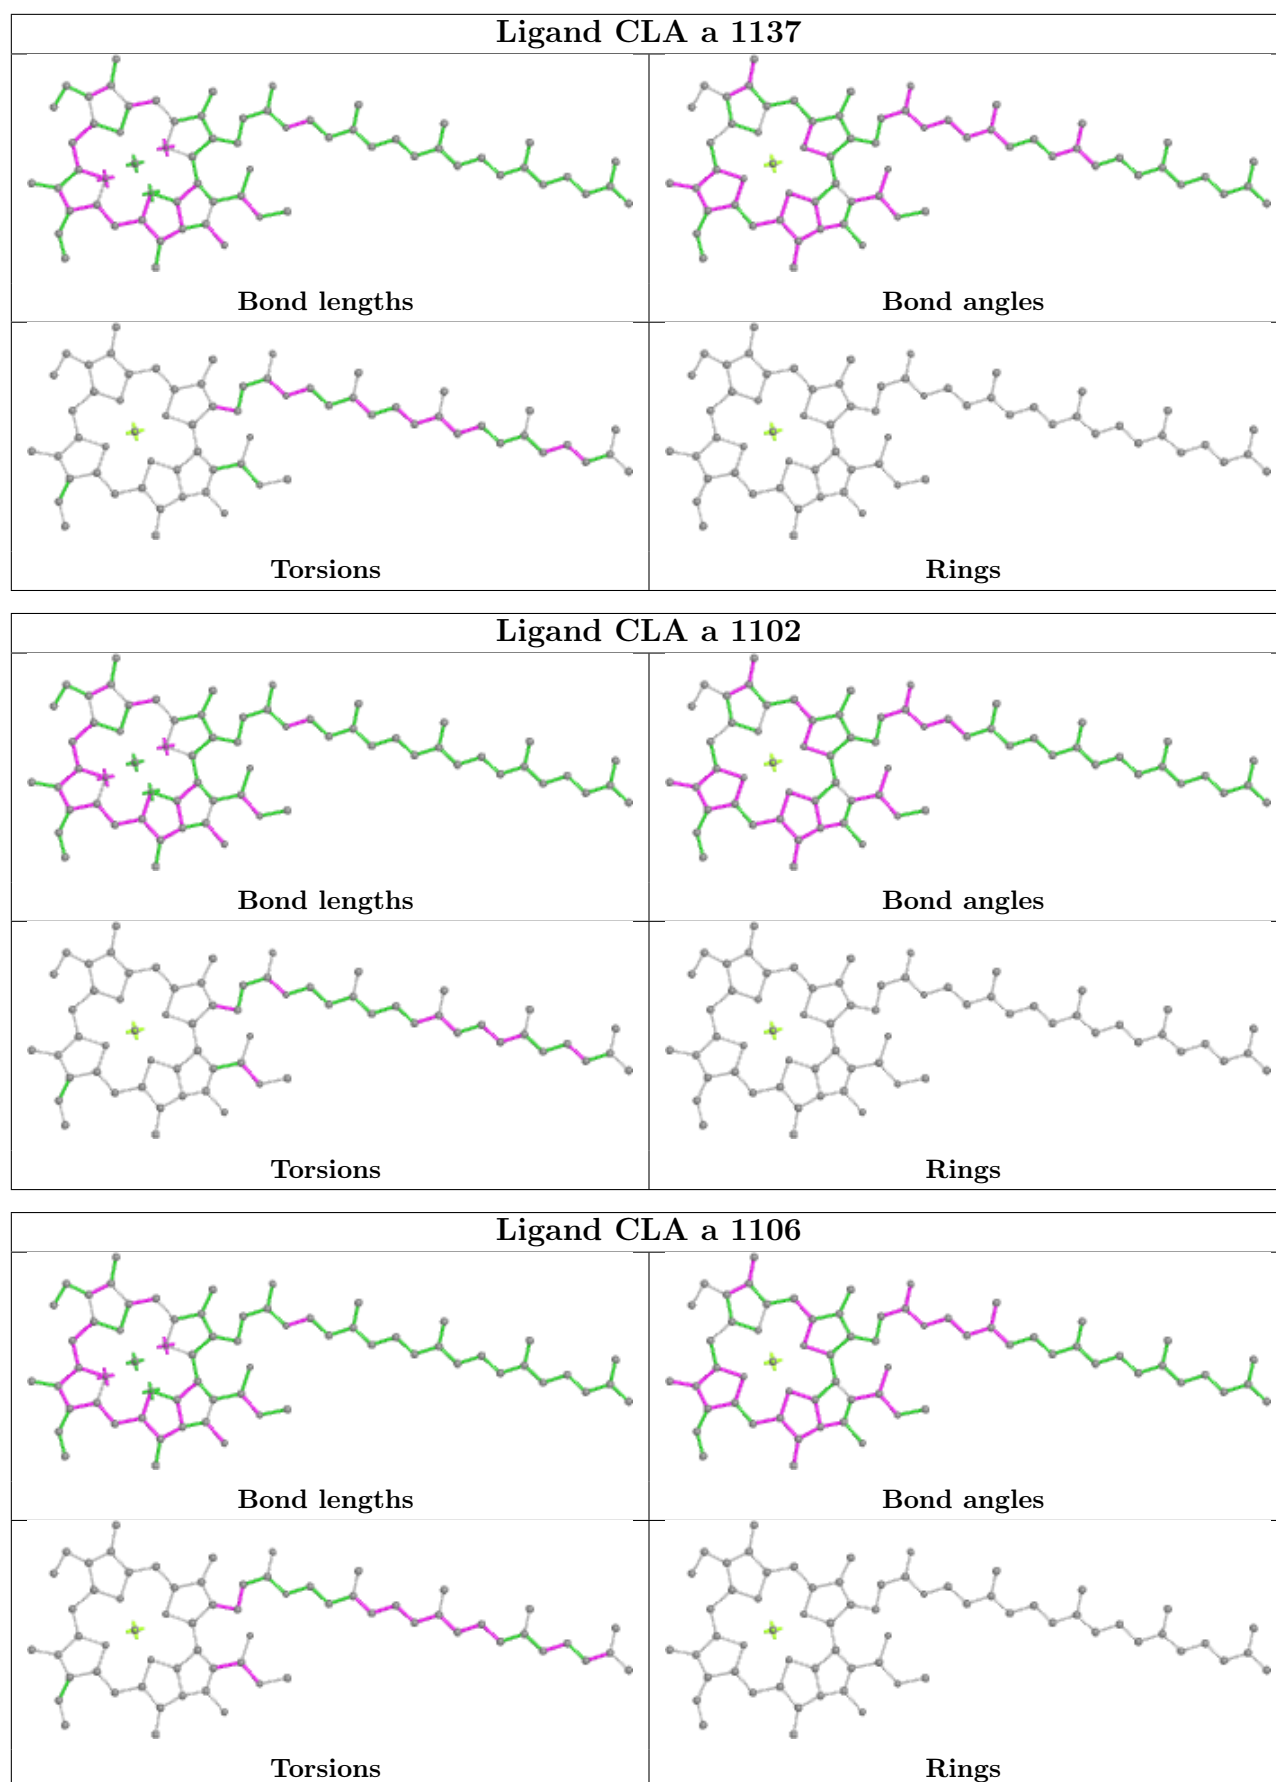 Ligand CLA a 1137
Bond lengths
Bond angles
Torsions
Rings
Ligand CLA a 1102
Bond lengths
Bond angles
Torsions
Rings
Ligand CLA a 1106
Bond lengths
Bond angles
Torsions
Rings